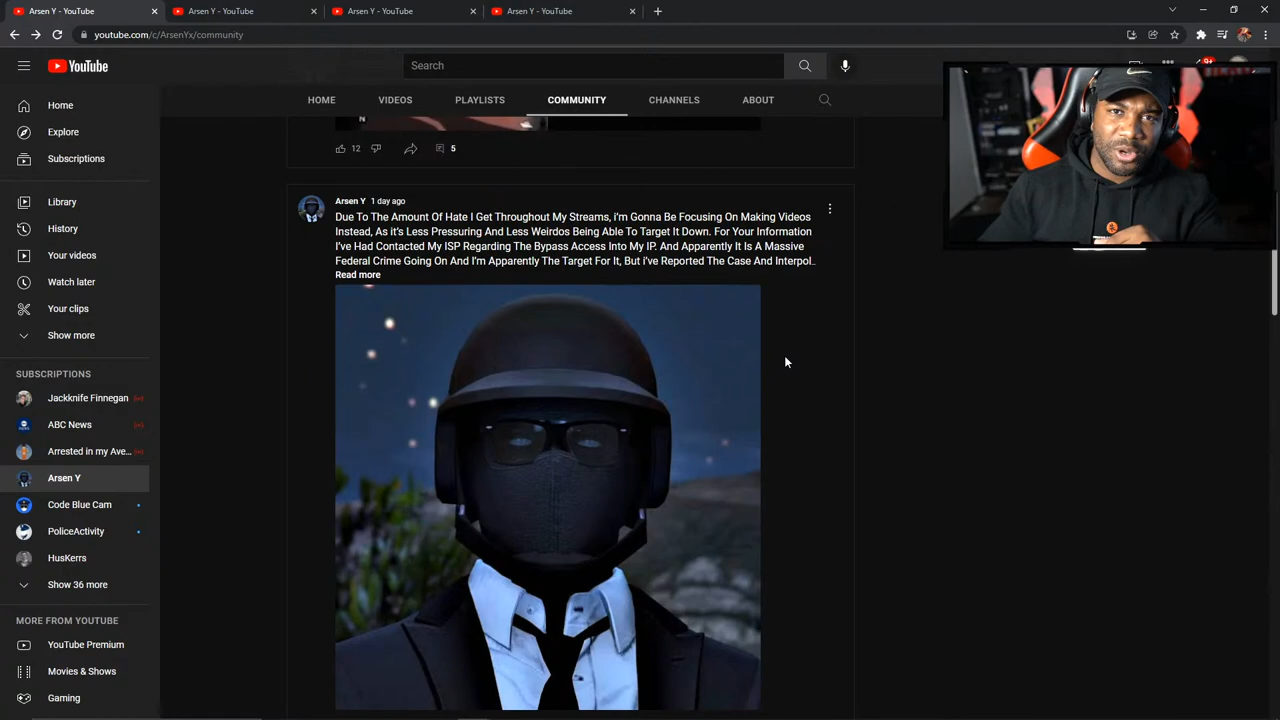 Arsen Y - YouTube
Arsen Y - YouTube
Arsen Y - YouTube
Arsen Y - YouTube
youtube.com/c/ArsenYx/community
YouTube
Search
9+
HOME
VIDEOS
PLAYLISTS
COMMUNITY
CHANNELS
ABOUT
Home
Explore
Subscriptions
Library
History
Your videos
Watch later
Your clips
Show more
SUBSCRIPTIONS
Jackknife Finnegan
ABC News
Arrested in my Ave...
Arsen Y
Code Blue Cam
PoliceActivity
HusKerrs
Show 36 more
MORE FROM YOUTUBE
YouTube Premium
Movies & Shows
Gaming
N
12
5
Arsen Y 1 day ago
Due To The Amount Of Hate I Get Throughout My Streams, i'm Gonna Be Focusing On Making Videos
Instead, As it's Less Pressuring And Less Weirdos Being Able To Target It Down. For Your Information
I've Had Contacted My ISP Regarding The Bypass Access Into My IP. And Apparently It Is A Massive
Federal Crime Going On And I'm Apparently The Target For It, But i've Reported The Case And Interpol..
Read more